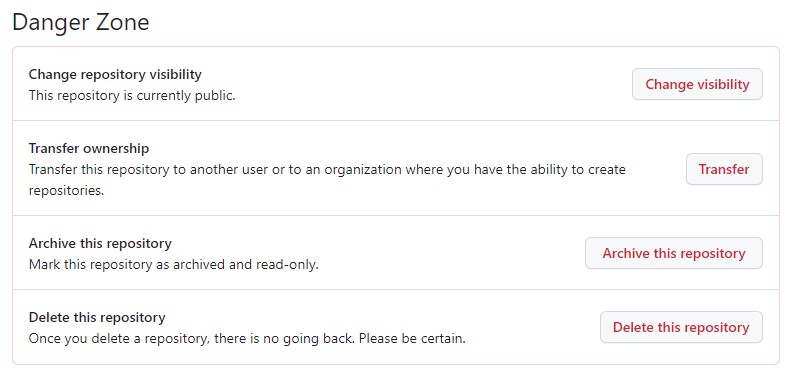 Danger Zone
Change repository visibility
This repository is currently public.
Change visibility
Transfer ownership
Transfer this repository to another user or to an organization where you have the ability to create
repositories.
Transfer
Archive this repository
Mark this repository as archived and read-only.
Archive this repository
Delete this repository
Once you delete a repository, there is no going back. Please be certain.
Delete this repository